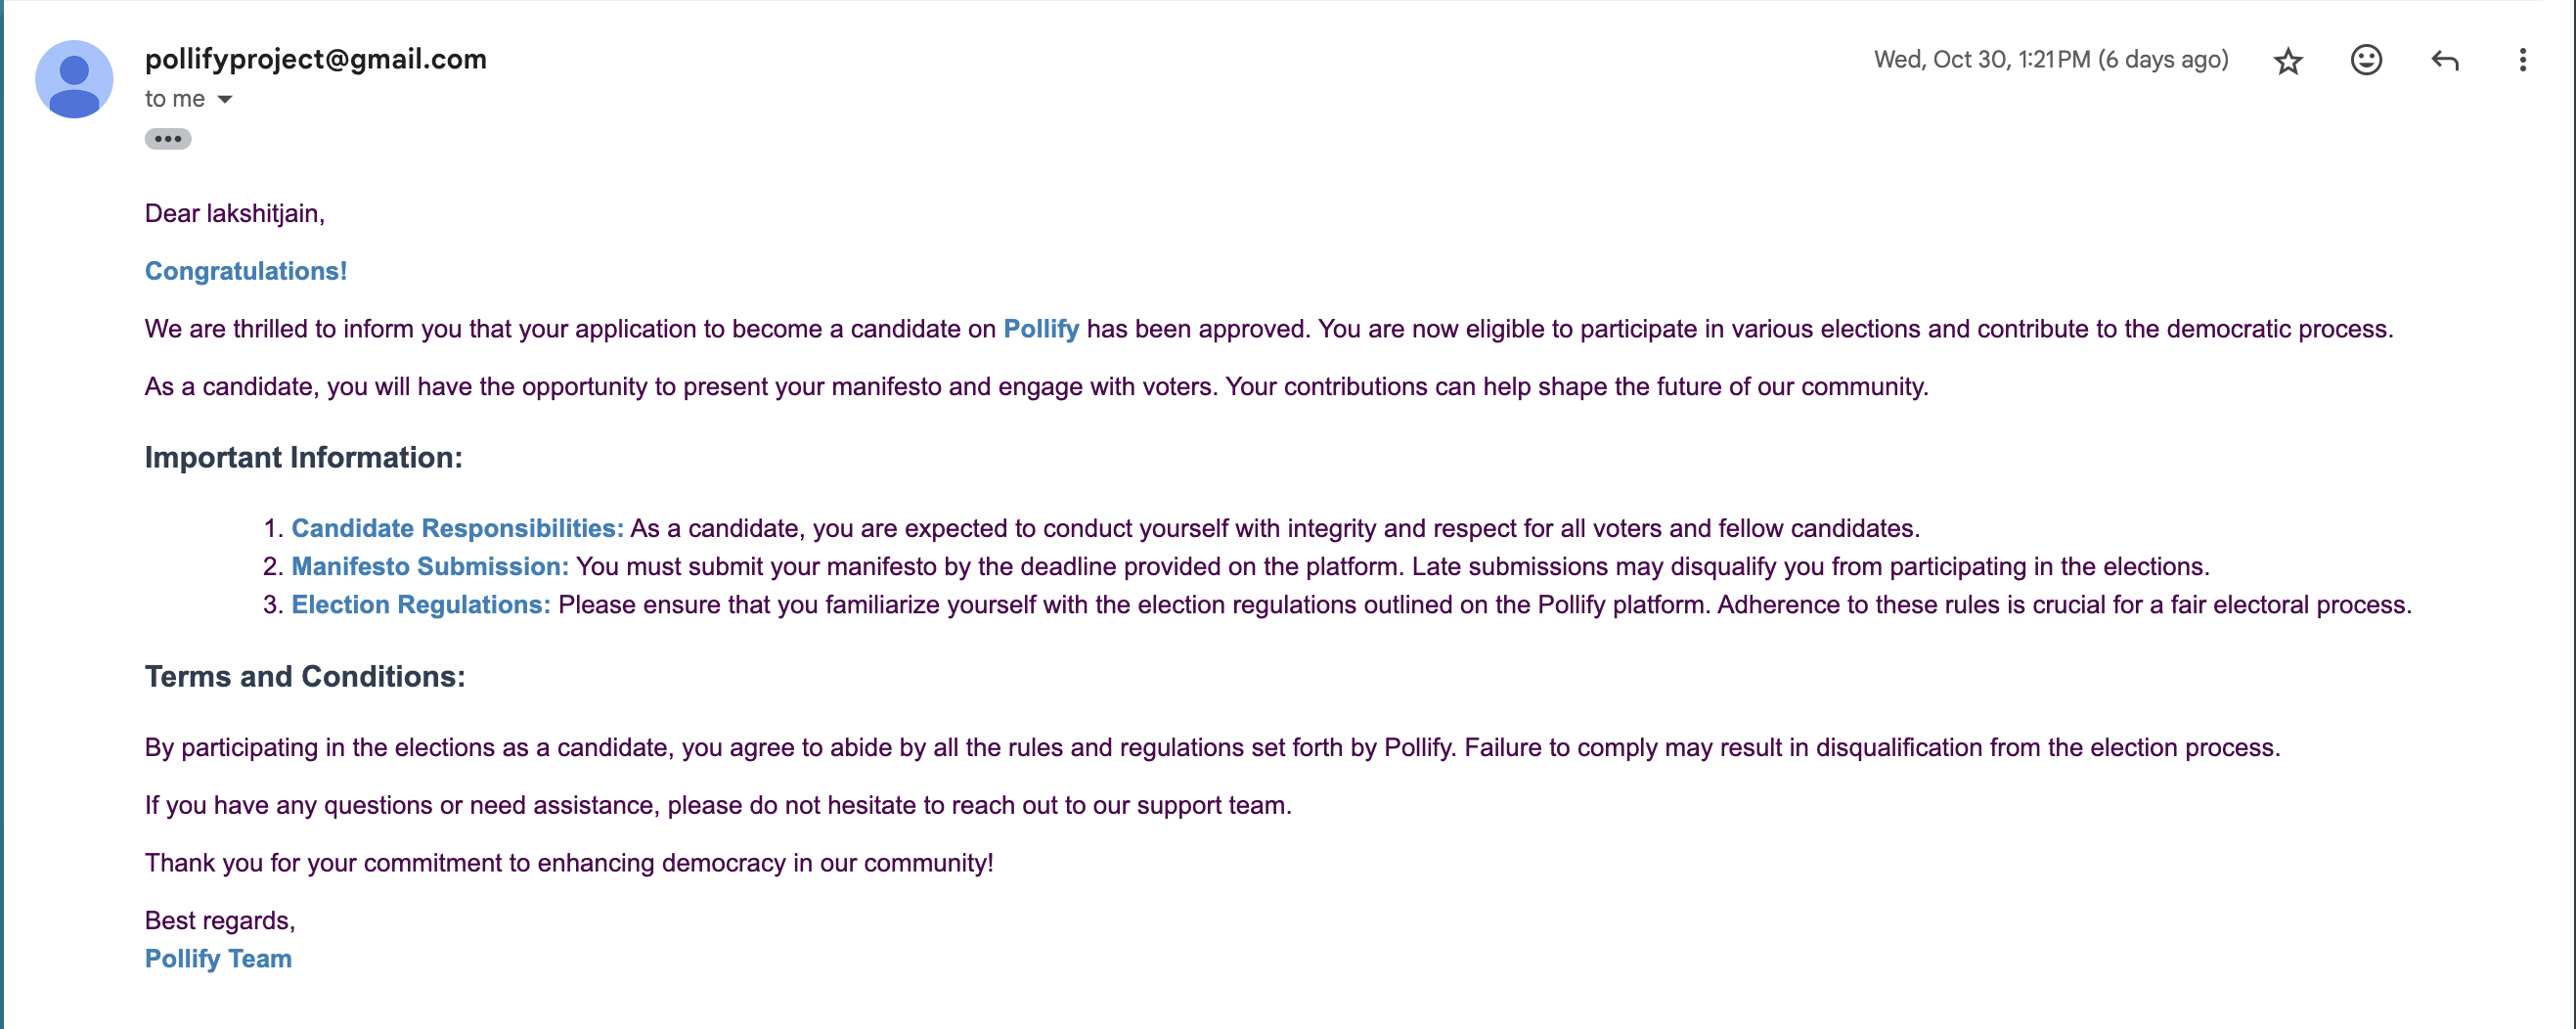 pollifyproject@gmail.com
Wed, Oct 30, 1:21 PM (6 days ago)
to me
Dear lakshitjain,
Congratulations!
We are thrilled to inform you that your application to become a candidate on Pollify has been approved. You are now eligible to participate in various elections and contribute to the democratic process.
As a candidate, you will have the opportunity to present your manifesto and engage with voters. Your contributions can help shape the future of our community.
Important Information:
1. Candidate Responsibilities: As a candidate, you are expected to conduct yourself with integrity and respect for all voters and fellow candidates.
2. Manifesto Submission: You must submit your manifesto by the deadline provided on the platform. Late submissions may disqualify you from participating in the elections.
3. Election Regulations: Please ensure that you familiarize yourself with the election regulations outlined on the Pollify platform. Adherence to these rules is crucial for a fair electoral process.
Terms and Conditions:
By participating in the elections as a candidate, you agree to abide by all the rules and regulations set forth by Pollify. Failure to comply may result in disqualification from the election process.
If you have any questions or need assistance, please do not hesitate to reach out to our support team.
Thank you for your commitment to enhancing democracy in our community!
Best regards,
Pollify Team